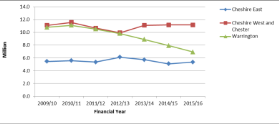 14.0
12.0
10.0
8.0
6.0
4.0
2.0
0.0
Million
2009/10 2010/11 2011/12 2012/13 2013/14 2014/15 2015/16
Financial Year
Cheshire East
Cheshire West and
Chester
Warrington